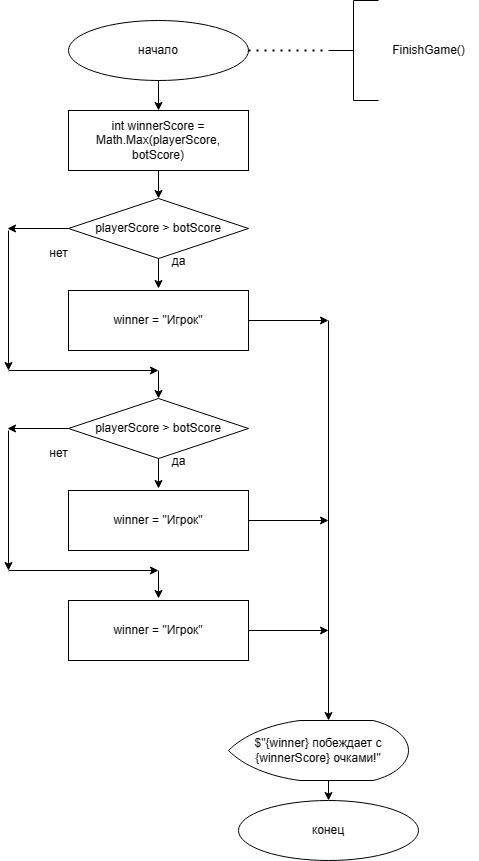 начало
FinishGame()
int winnerScore =
Math.Max(playerScore,
botScore)
playerScore > botScore
нет
да
winner = "Игрок"
playerScore > botScore
нет
да
winner = "Игрок"
winner = "Игрок"
$"{winner} побеждает с
{winnerScore} очками!"
конец